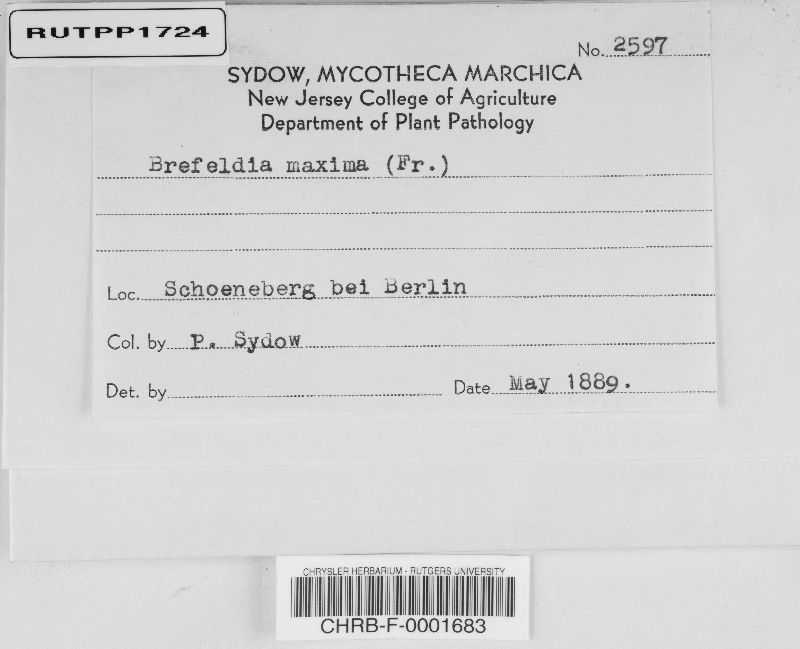 RUTPP1724
No. 2597
SYDOW, MYCOTHECA MARCHICA
New Jersey College of Agriculture
Department of Plant Pathology
Brefeldia maxima (Fr.)
Loc. Schoeneberg bei Berlin
Col. by P. Sydow
Det. by Date May 1889.
CHRYSLER HERBARIUM - RUTGERS UNIVERSITY
CHRB-F-0001683